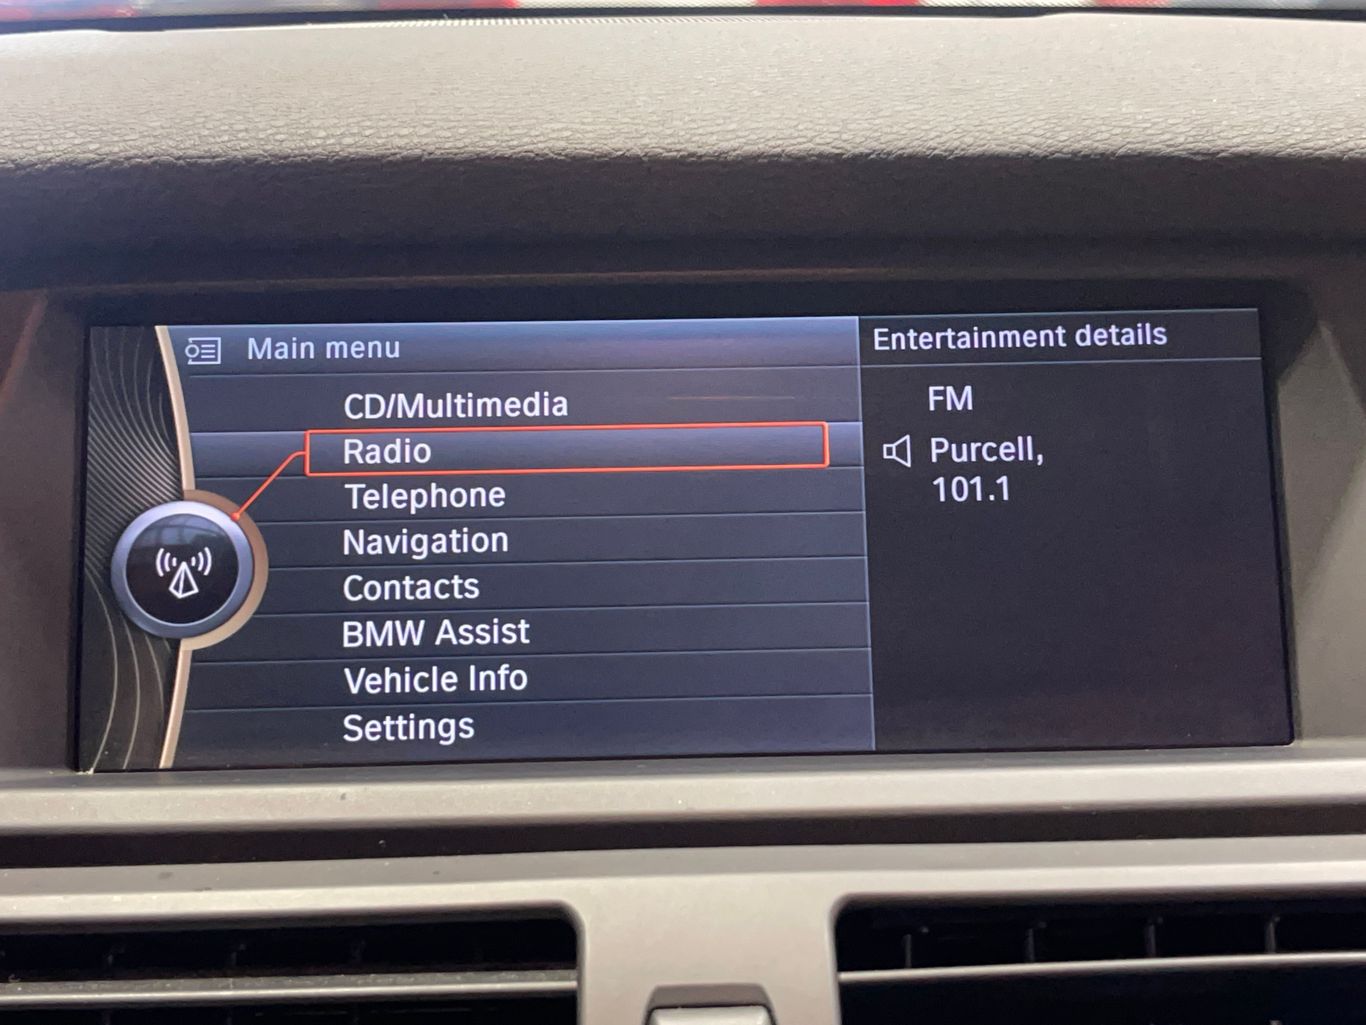 Main menu
CD/Multimedia
Radio
Telephone
Navigation
Contacts
BMW Assist
Vehicle Info
Settings
Entertainment details
FM
Purcell,
101.1